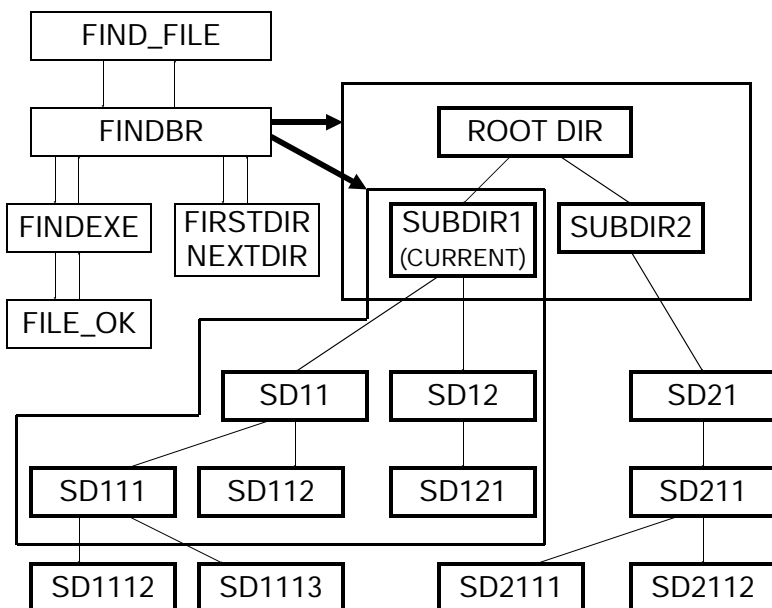 FIND_FILE
FINDBR
ROOT DIR
FINDEXE
FIRSTDIR
NEXTDIR
SUBDIR1
(CURRENT)
SUBDIR2
FILE_OK
SD11
SD12
SD21
SD111
SD112
SD121
SD211
SD1112
SD1113
SD2111
SD2112